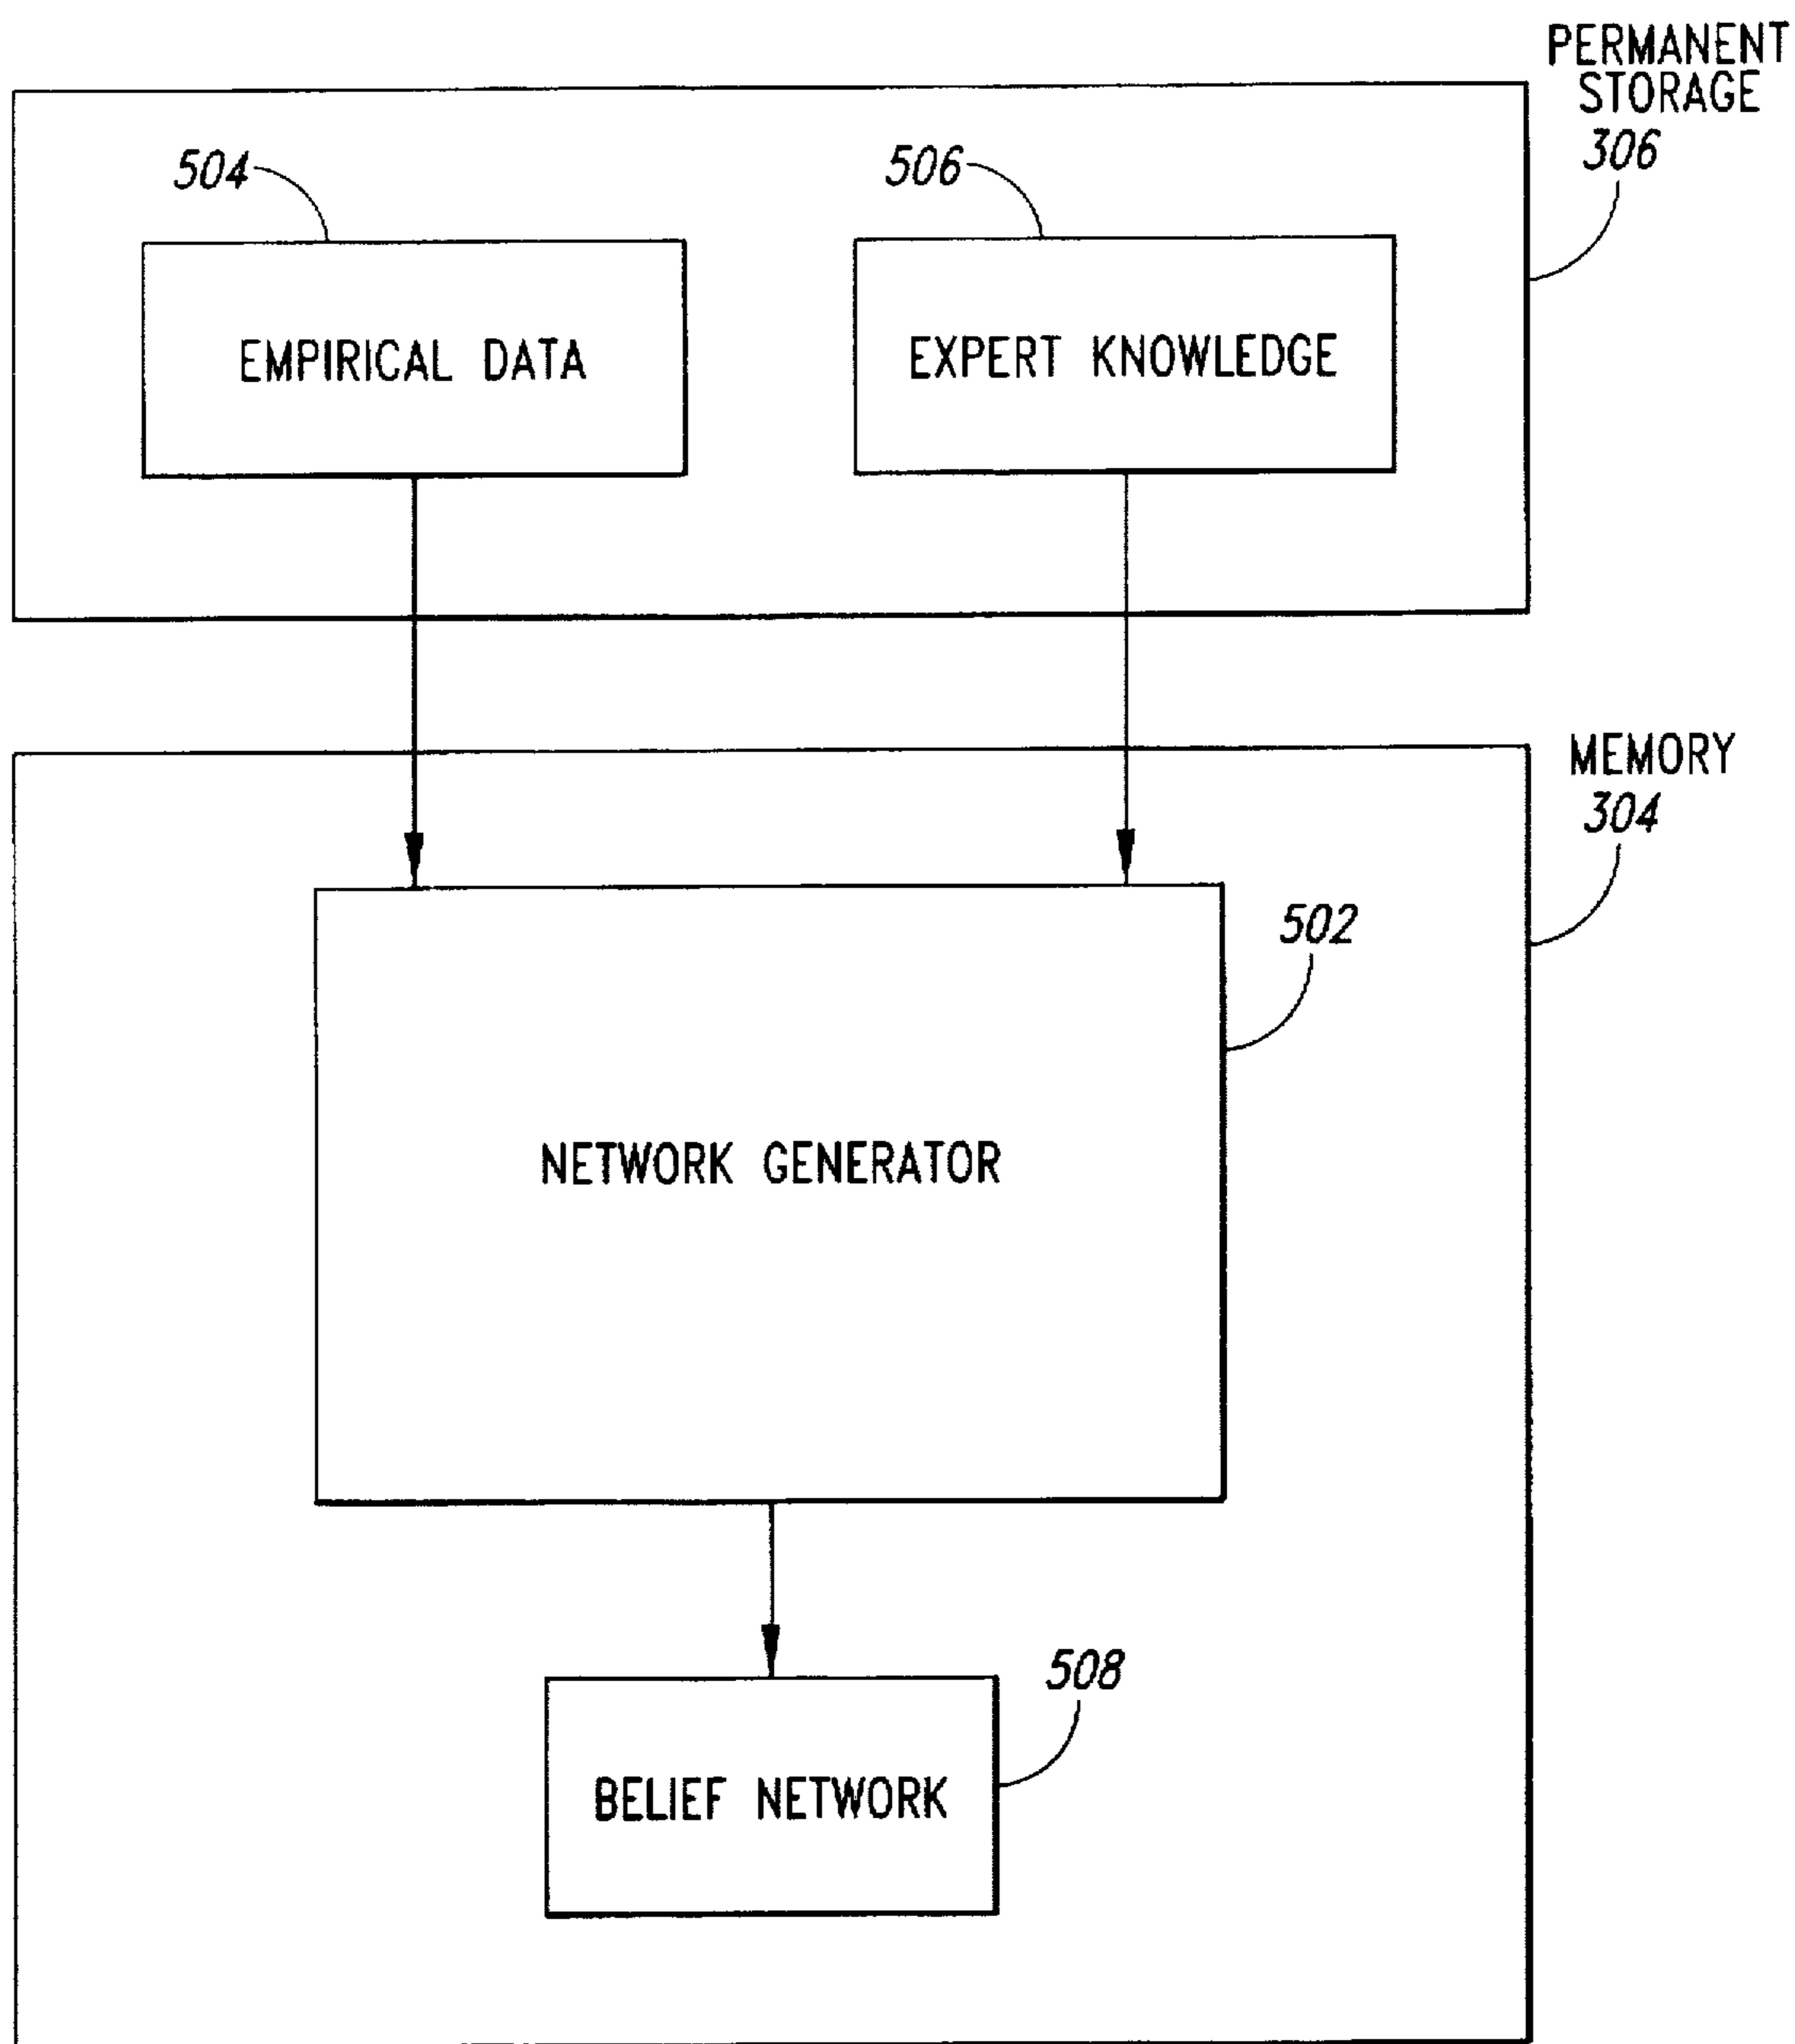 PERMANENT
STORAGE
306
504
506
EMPIRICAL DATA
EXPERT KNOWLEDGE
MEMORY
304
502
NETWORK GENERATOR
508
BELIEF NETWORK